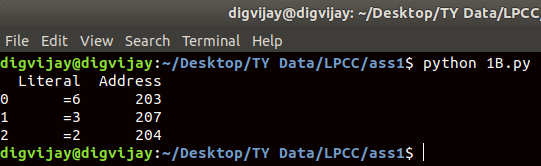 digvijay@digvijay: ~/Desktop/TY Data/LPCC/
File Edit View Search Terminal Help
digvijay@digvijay:~/Desktop/TY Data/LPCC/ass1$ python 1B.py
  Literal  Address
0      =6      203
1      =3      207
2      =2      204
digvijay@digvijay:~/Desktop/TY Data/LPCC/ass1$